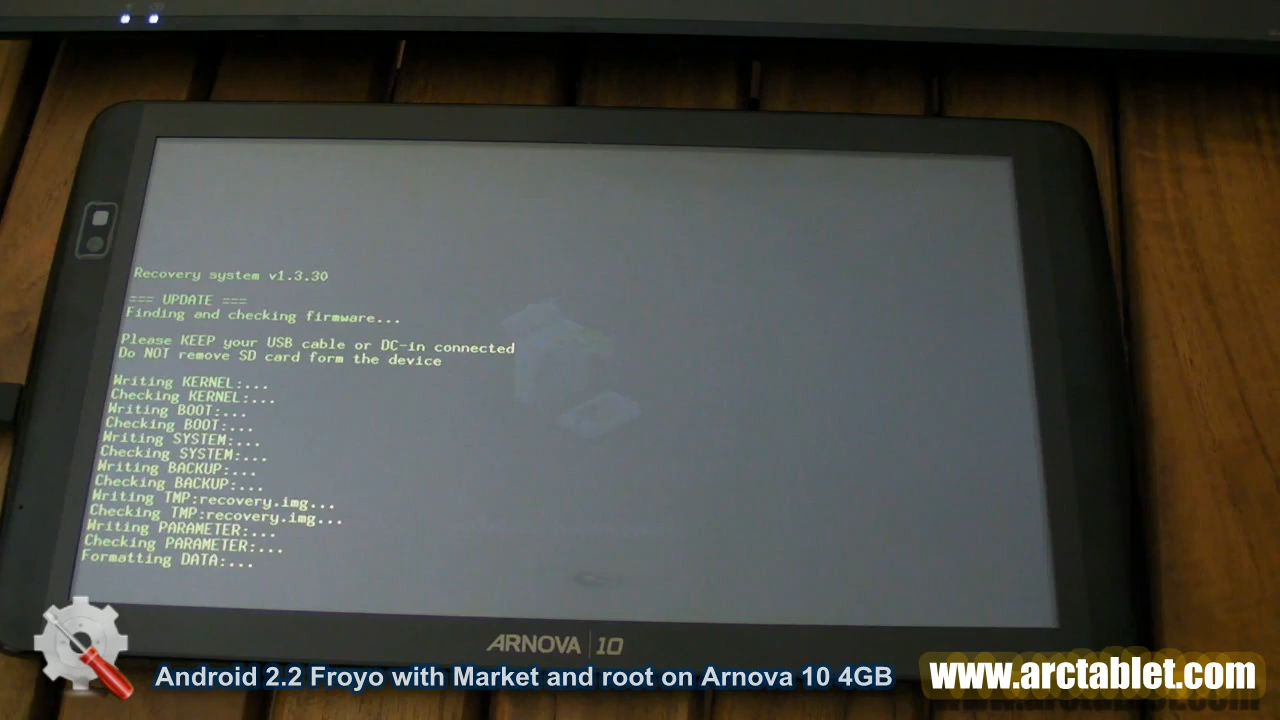 Recovery system v1.3.30
=== UPDATE ===
Finding and checking firmware...
Please KEEP your USB cable or DC-in connected
Do NOT remove SD card form the device
Writing KERNEL:...
Checking KERNEL:...
Writing BOOT:...
Checking BOOT:...
Writing SYSTEM:...
Checking SYSTEM:...
Writing BACKUP:...
Checking BACKUP:...
Writing TMP:recovery.img...
Checking TMP:recovery.img...
Writing PARAMETER:...
Checking PARAMETER:...
Formatting DATA:...
ARNOVA 10
Android 2.2 Froyo with Market and root on Arnova 10 4GB
www.arctablet.com